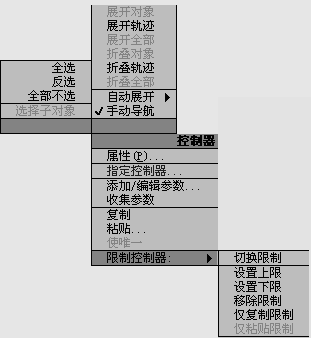 展开对象
展开轨迹
展开全部
折叠对象
折叠轨迹
折叠全部
自动展开
手动导航
全选
反选
全部不选
选择子对象
控制器
属性(P)...
指定控制器...
添加/编辑参数...
收集参数
复制
粘贴...
使唯一
限制控制器:
切换限制
设置上限
设置下限
移除限制
仅复制限制
仅粘贴限制